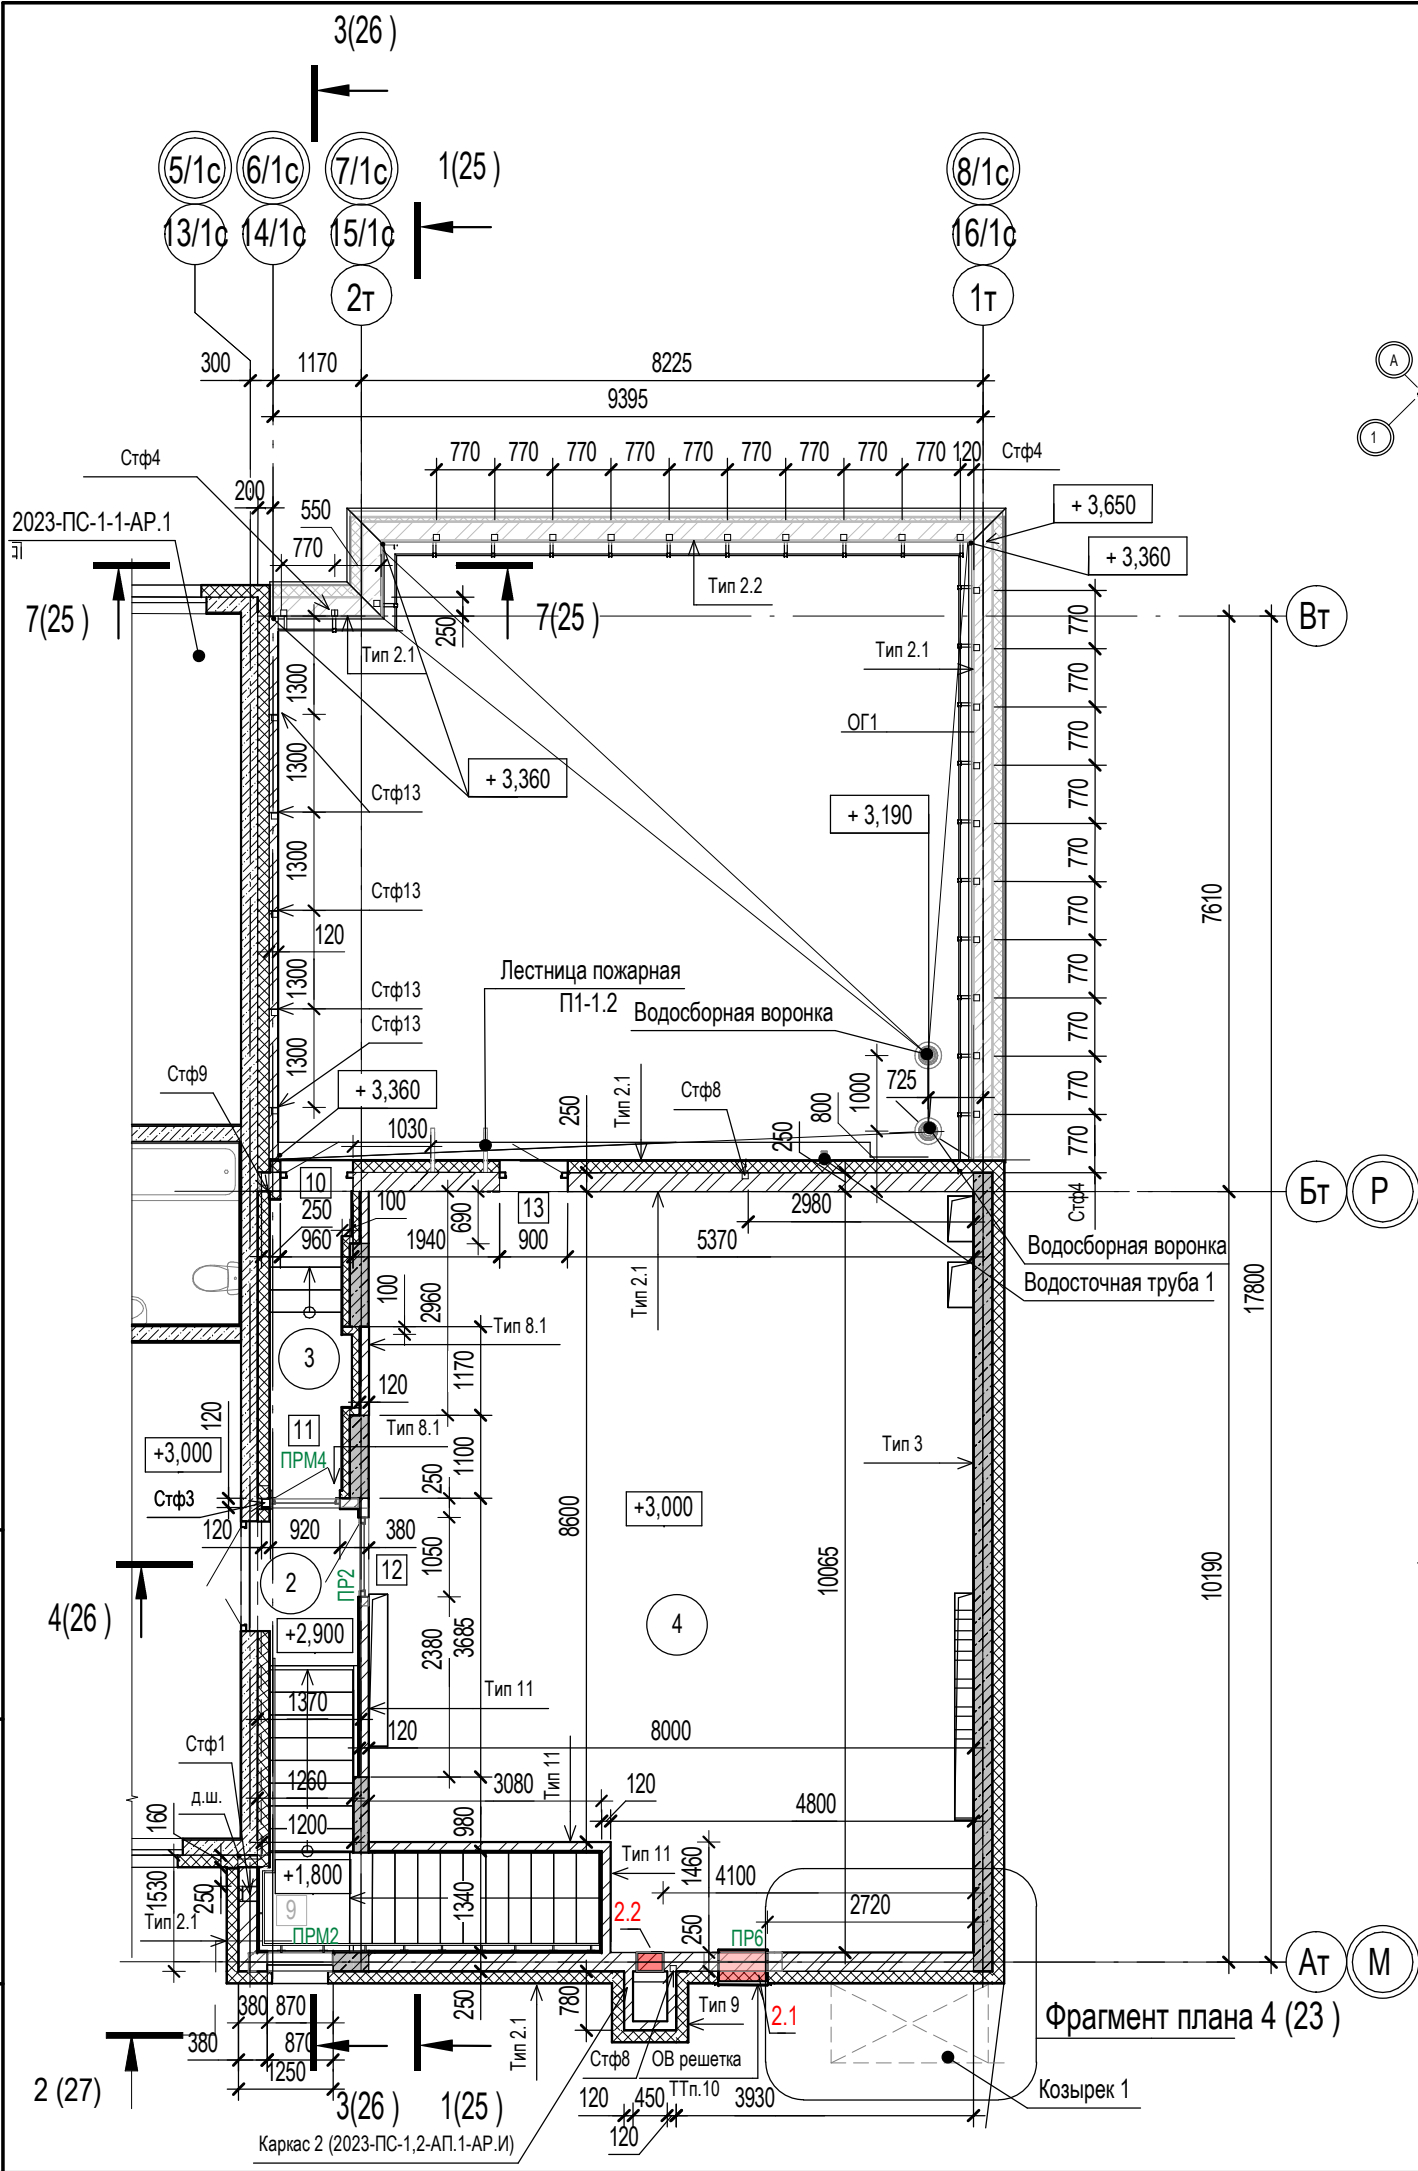 3(26 )
5/1с
6/1с
7/1с
1(25 )
8/1с
13/1с
14/1с
15/1с
16/1с
2т
1т
300
1170
8225
А
9395
1
770
770
770
770
770
770
770
770
770
120
Стф4
Стф4
200
550
+ 3,650
2023-ПС-1-1-АР.1
770
+ 3,360
Тип 2.2
7(25 )
7(25 )
250
Вт
Тип 2.1
Тип 2.1
770
770
770
770
770
770
770
770
770
770
1300
ОГ1
1300
+ 3,360
Стф13
+ 3,190
1300
Стф13
120
7610
1300
Стф13
Лестница пожарная
П1-1.2
Водосборная воронка
Стф13
1300
Стф9
+ 3,360
250
Тип 2.1
Стф8
800
1000
725
1030
250
10
13
Бт
Р
250
100
690
2980
Стф4
960
1940
900
5370
Водосборная воронка
Водосточная труба 1
17800
100
2960
Тип 2.1
Тип 8.1
3
1170
120
120
11
Тип 8.1
+3,000
ПРМ4
Тип 3
1100
250
Стф3
+3,000
120
920
380
8600
1050
10065
10190
2
ПР2
12
4(26 )
+2,900
4
2380
3685
1370
Тип 11
120
8000
Стф1
Тип 11
1260
3080
120
д.ш.
160
4800
1200
980
Тип 11
1460
+1,800
4100
1530
250
1340
9
2.2
2720
Тип 2.1
ПРМ2
250
ПР6
Ат
М
380
870
250
780
Тип 9
2.1
Фрагмент плана 4 (23 )
380
870
Тип 2.1
Стф8
ОВ решетка
ТТп.10
1250
2 (27)
3(26 )
1(25 )
120
450
3930
Козырек 1
120
Каркас 2 (2023-ПС-1,2-АП.1-АР.И)